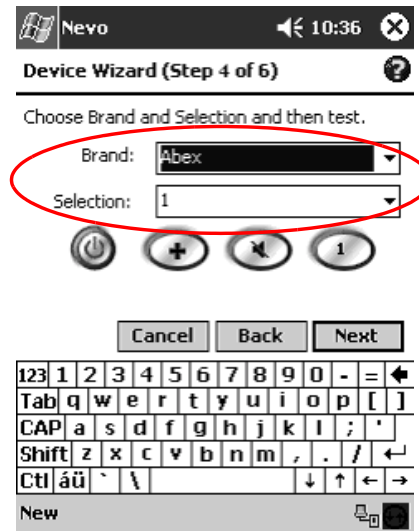 Nevo 10:36
Device Wizard (Step 4 of 6) ?
Choose Brand and Selection and then test.
Brand: Abex
Selection: 1
1
Cancel Back Next
123 1 2 3 4 5 6 7 8 9 0 - =
Tab q w e r t y u i o p [ ]
CAP a s d f g h j k l ; '
Shift z x c v b n m , . /
Ctl áü ` \
New